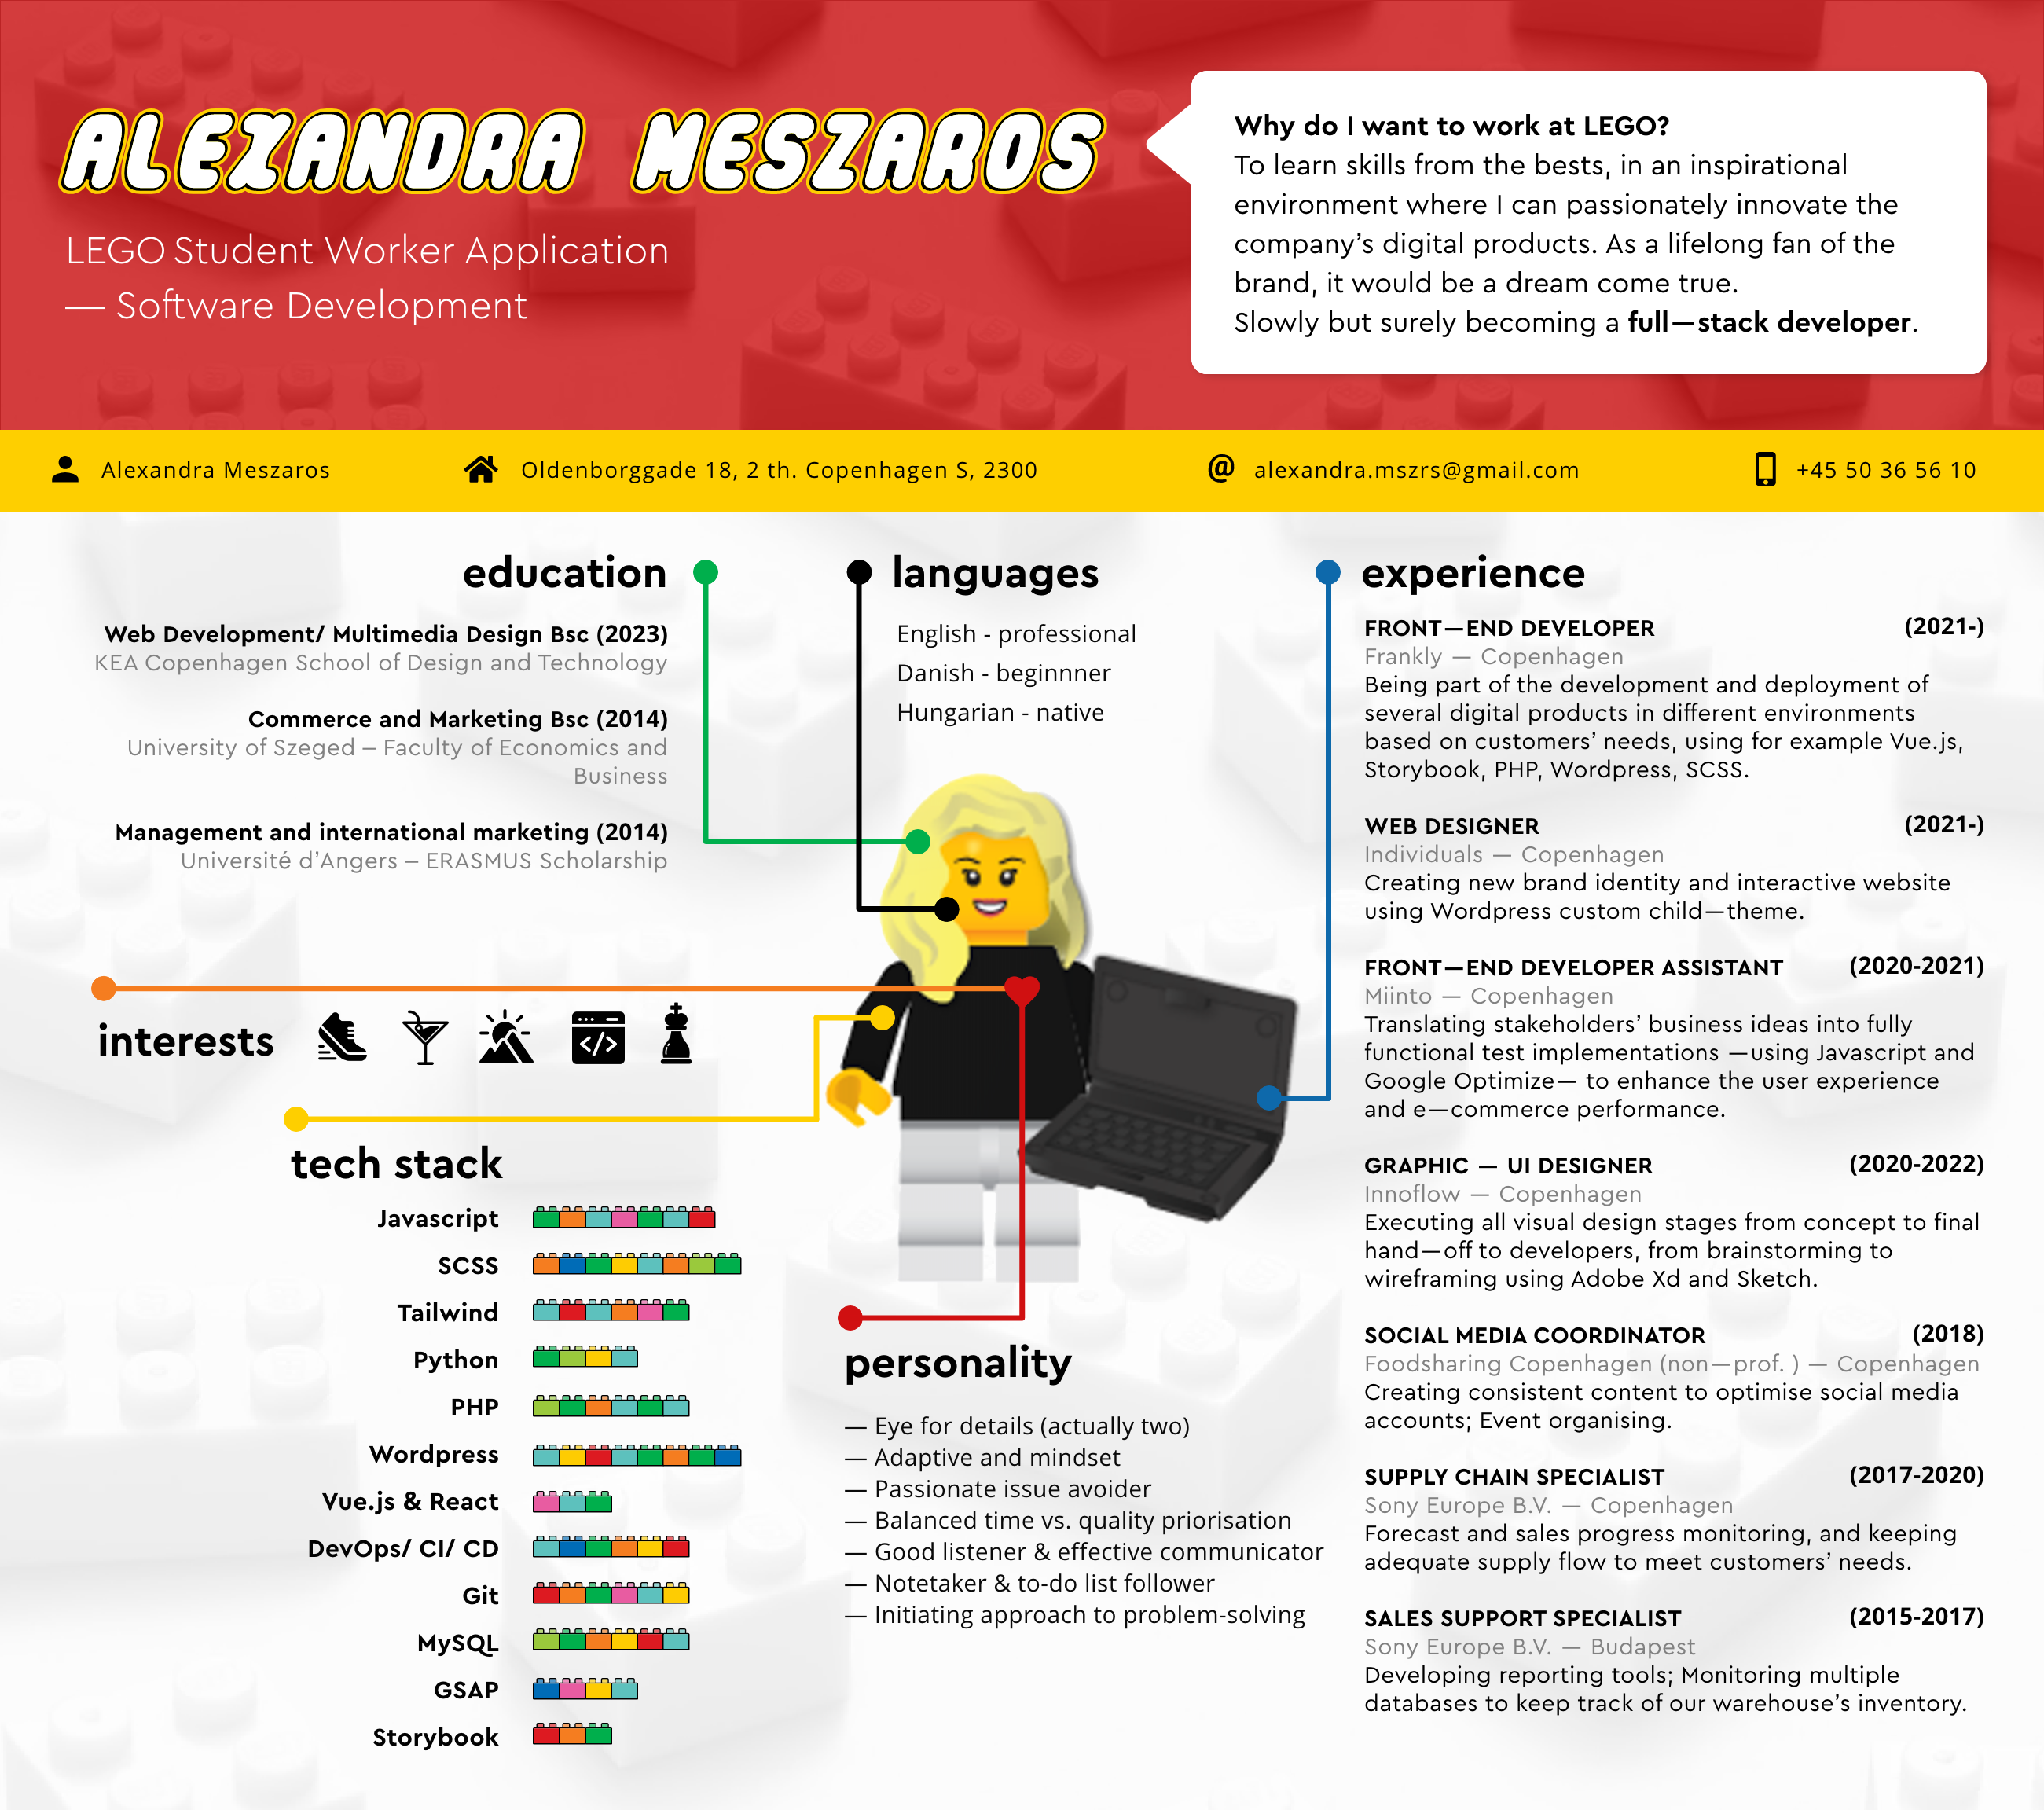 ALEXANDRA MESZAROS
LEGO Student Worker Application
— Software Development
Why do I want to work at LEGO?
To learn skills from the bests, in an inspirational
environment where I can passionately innovate the
company’s digital products. As a lifelong fan of the
brand, it would be a dream come true.
Slowly but surely becoming a full—stack developer.
Alexandra Meszaros
Oldenborggade 18, 2 th. Copenhagen S, 2300
@ alexandra.mszrs@gmail.com
+45 50 36 56 10
education
Web Development/ Multimedia Design Bsc (2023)
KEA Copenhagen School of Design and Technology
Commerce and Marketing Bsc (2014)
University of Szeged – Faculty of Economics and
Business
Management and international marketing (2014)
Université d’Angers – ERASMUS Scholarship
languages
English - professional
Danish - beginnner
Hungarian - native
interests
</>
tech stack
Javascript
SCSS
Tailwind
Python
PHP
Wordpress
Vue.js & React
DevOps/ CI/ CD
Git
MySQL
GSAP
Storybook
personality
— Eye for details (actually two)
— Adaptive and mindset
— Passionate issue avoider
— Balanced time vs. quality priorisation
— Good listener & effective communicator
— Notetaker & to-do list follower
— Initiating approach to problem-solving
experience
FRONT—END DEVELOPER (2021-)
Frankly — Copenhagen
Being part of the development and deployment of
several digital products in different environments
based on customers’ needs, using for example Vue.js,
Storybook, PHP, Wordpress, SCSS.
WEB DESIGNER (2021-)
Individuals — Copenhagen
Creating new brand identity and interactive website
using Wordpress custom child—theme.
FRONT—END DEVELOPER ASSISTANT (2020-2021)
Miinto — Copenhagen
Translating stakeholders’ business ideas into fully
functional test implementations —using Javascript and
Google Optimize— to enhance the user experience
and e—commerce performance.
GRAPHIC — UI DESIGNER (2020-2022)
Innoflow — Copenhagen
Executing all visual design stages from concept to final
hand—off to developers, from brainstorming to
wireframing using Adobe Xd and Sketch.
SOCIAL MEDIA COORDINATOR (2018)
Foodsharing Copenhagen (non—prof. ) — Copenhagen
Creating consistent content to optimise social media
accounts; Event organising.
SUPPLY CHAIN SPECIALIST (2017-2020)
Sony Europe B.V. — Copenhagen
Forecast and sales progress monitoring, and keeping
adequate supply flow to meet customers’ needs.
SALES SUPPORT SPECIALIST (2015-2017)
Sony Europe B.V. — Budapest
Developing reporting tools; Monitoring multiple
databases to keep track of our warehouse’s inventory.